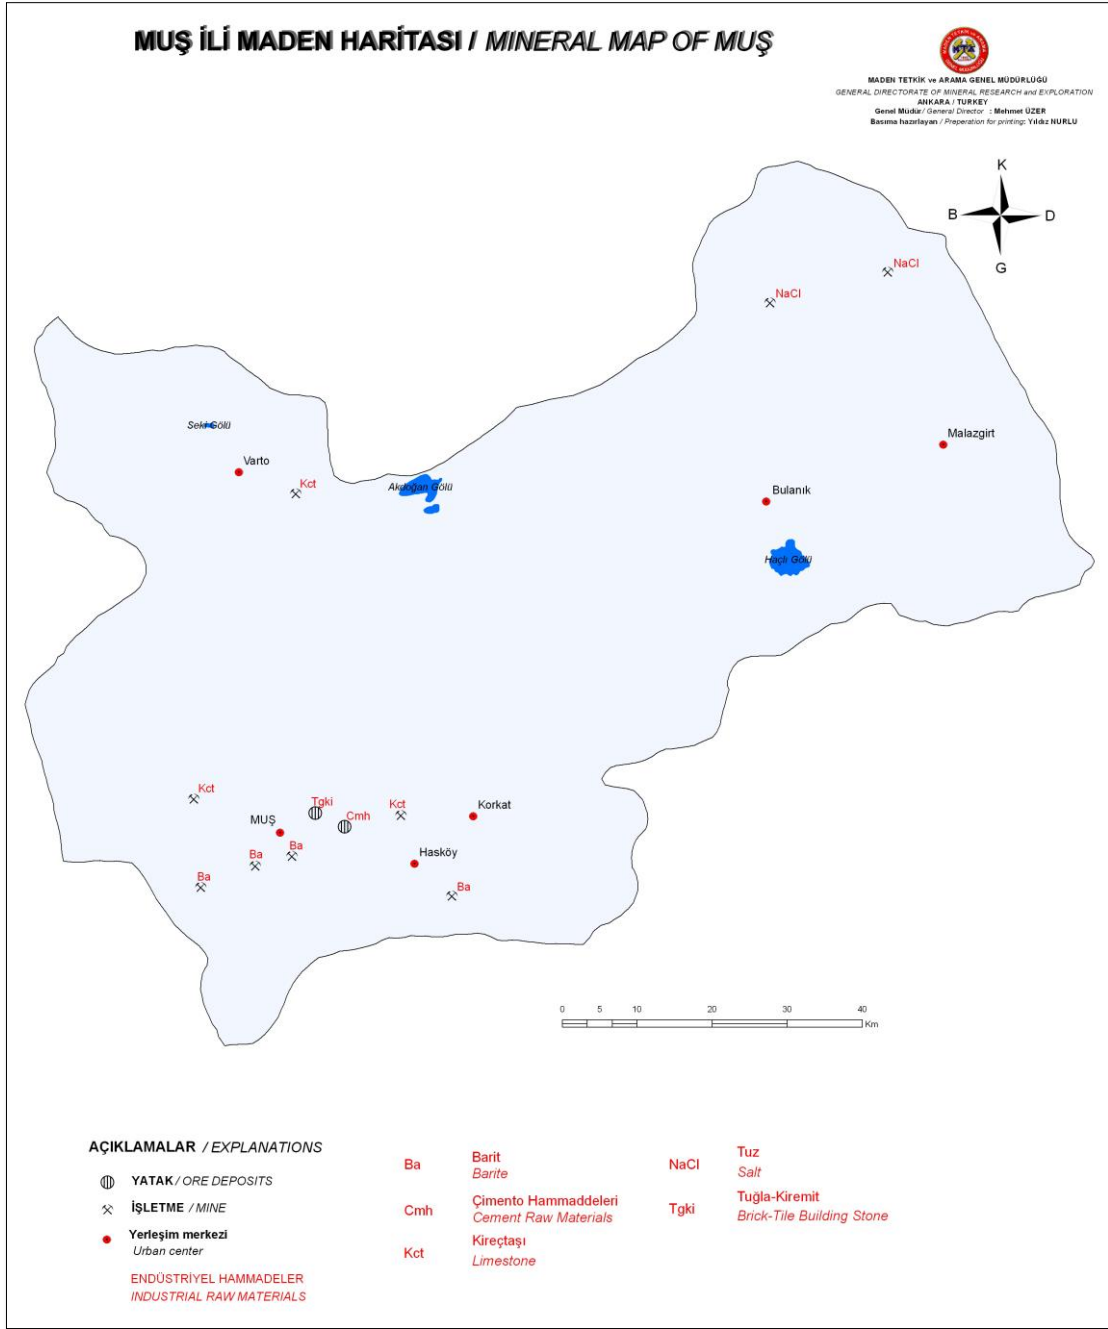 MUŞ İLİ MADEN HARİTASI / MINERAL MAP OF MUŞ
MTA
MADEN TETKİK ve ARAMA GENEL MÜDÜRLÜĞÜ
GENERAL DIRECTORATE OF MINERAL RESEARCH and EXPLORATION
ANKARA / TURKEY
Genel Müdür / General Director : Mehmet ÜZER
Basıma hazırlayan / Preperation for printing: Yıldız NURLU
K
B
D
G
NaCl
NaCl
Seki Gölü
Malazgirt
Varto
Kct
Akdoğan Gölü
Bulanık
Haçlı Gölü
Kct
Tgki
Kct
Korkat
MUŞ
Cmh
Ba
Ba
Hasköy
Ba
Ba
0 5 10 20 30 40
Km
AÇIKLAMALAR / EXPLANATIONS
YATAK / ORE DEPOSITS
İŞLETME / MINE
Yerleşim merkezi
Urban center
ENDÜSTRİYEL HAMMADELER
INDUSTRIAL RAW MATERIALS
Ba
Barit
Barite
Cmh
Çimento Hammaddeleri
Cement Raw Materials
Kct
Kireçtaşı
Limestone
NaCl
Tuz
Salt
Tgki
Tuğla-Kiremit
Brick-Tile Building Stone